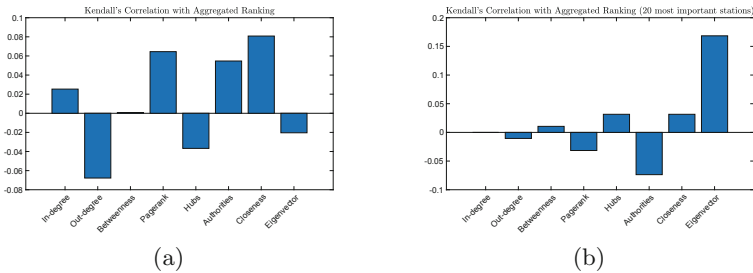 Kendall's Correlation with Aggregated Ranking
0.1
0.08
0.06
0.04
0.02
0
-0.02
-0.04
-0.06
-0.08
In-degree
Out-degree
Betweenness
Pagerank
Hubs
Authorities
Closeness
Eigenvector
(a)
Kendall's Correlation with Aggregated Ranking (20 most important stations)
0.2
0.15
0.1
0.05
0
-0.05
-0.1
In-degree
Out-degree
Betweenness
Pagerank
Hubs
Authorities
Closeness
Eigenvector
(b)